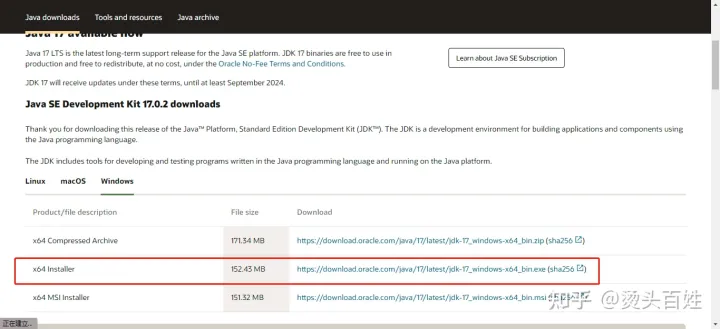 Java downloads Tools and resources Java archive
Java 17 available now
Java 17 LTS is the latest long-term support release for the Java SE platform. JDK 17 binaries are free to use in
production and free to redistribute, at no cost, under the Oracle No-Fee Terms and Conditions.
Learn about Java SE Subscription
JDK 17 will receive updates under these terms, until at least September 2024.
Java SE Development Kit 17.0.2 downloads
Thank you for downloading this release of the Java™ Platform, Standard Edition Development Kit (JDK™). The JDK is a development environment for building applications and components using
the Java programming language.
The JDK includes tools for developing and testing programs written in the Java programming language and running on the Java platform.
Linux macOS Windows
Product/file description File size Download
x64 Compressed Archive 171.34 MB https://download.oracle.com/java/17/latest/jdk-17_windows-x64_bin.zip (sha256)
x64 Installer 152.43 MB https://download.oracle.com/java/17/latest/jdk-17_windows-x64_bin.exe (sha256)
x64 MSI Installer 151.32 MB https://download.oracle.com/java/17/latest/jdk-17_windows-x64_bin.msi (sha256)
知乎 @烫头百姓
正在建立...